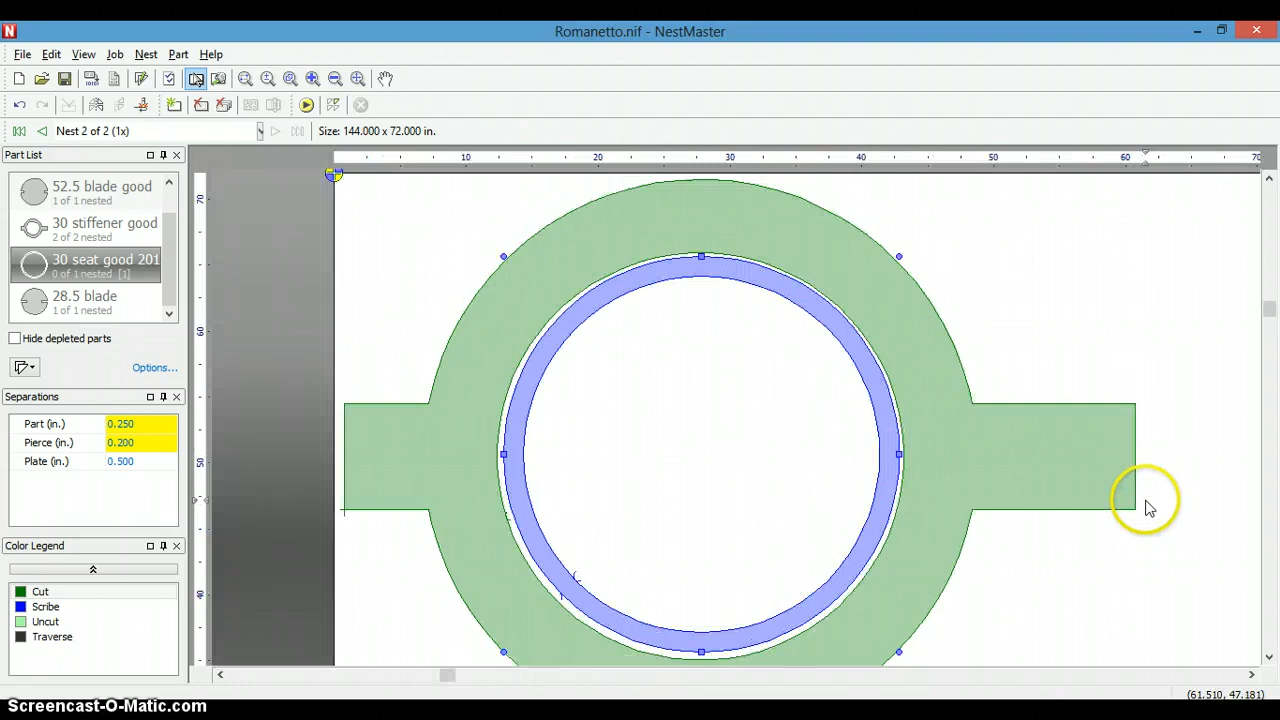 Romanetto.nif - NestMaster
File Edit View Job Nest Part Help
Nest 2 of 2 (1x) Size: 144.000 x 72.000 in.
Part List
52.5 blade good
1 of 1 nested
30 stiffener good
2 of 2 nested
30 seat good 201
0 of 1 nested [1]
28.5 blade
1 of 1 nested
Hide depleted parts
Options...
Separations
Part (in.) 0.250
Pierce (in.) 0.200
Plate (in.) 0.500
Color Legend
Cut
Scribe
Uncut
Traverse
10 20 30 40 50 60 70
70
60
50
40
(61.510, 47.181)
Screencast-O-Matic.com